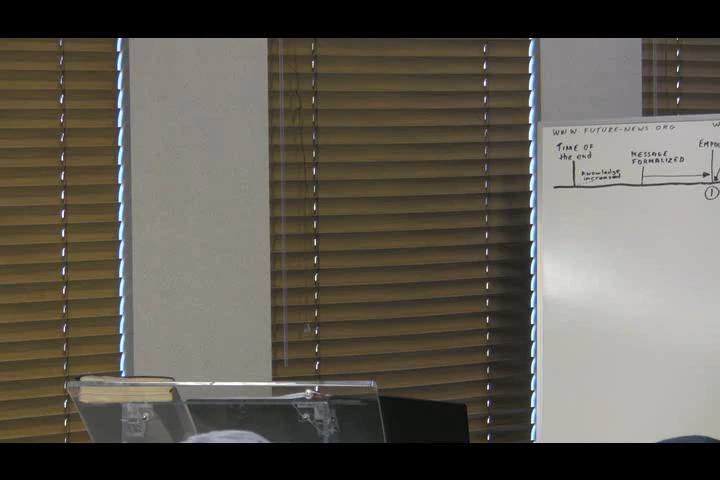 WWW.FUTURE-NEWS.ORG
TIME OF
the end
Knowledge
increased
MESSAGE
FORMALIZED
1